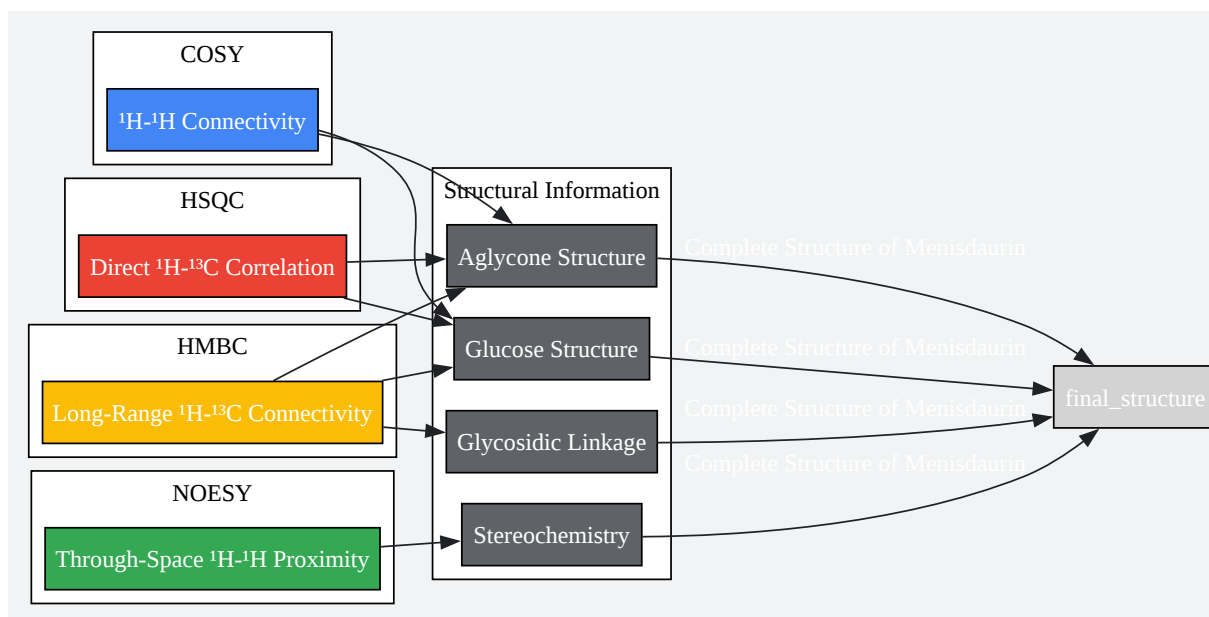 COSY
¹H-¹H Connectivity
HSQC
Direct ¹H-¹³C Correlation
HMBC
Long-Range ¹H-¹³C Connectivity
NOESY
Through-Space ¹H-¹H Proximity
Structural Information
Aglycone Structure
Glucose Structure
Glycosidic Linkage
Stereochemistry
Complete Structure of Menisdaurin
Complete Structure of Menisdaurin
Complete Structure of Menisdaurin
Complete Structure of Menisdaurin
final_structure